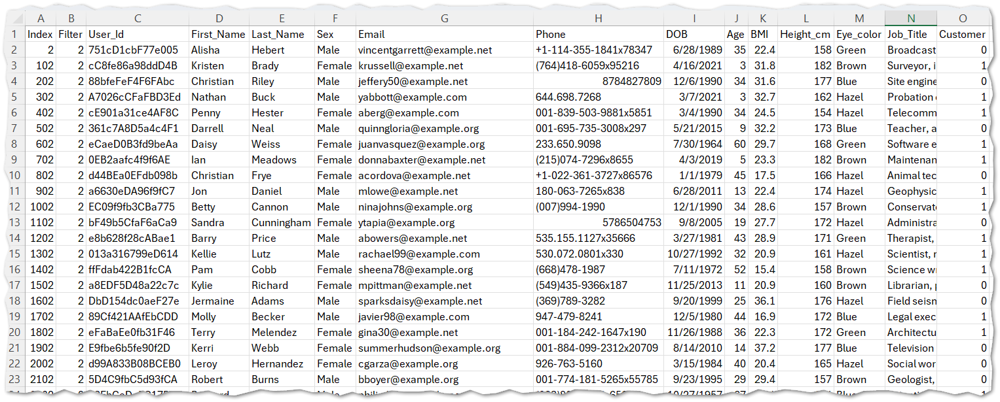 A B C D E F G H I J K L M N O
1 Index Filter User_Id First_Name Last_Name Sex Email Phone DOB Age BMI Height_cm Eye_color Job_Title Customer
2 2 2 751cD1cbF77e005 Alisha Hebert Male vincentgarrett@example.net +1-114-355-1841x78347 6/28/1989 35 22.4 158 Green Broadcast 0
3 102 2 cC8fe86a98ddD4B Kristen Brady Female krussell@example.net (764)418-6059x95216 4/16/2021 3 31.8 182 Brown Surveyor, i 1
4 202 2 88bfeFeF4F6FAbc Christian Riley Male jeffery50@example.net 8784827809 12/6/1990 34 31.6 177 Blue Site engine 0
5 302 2 A7026cCFaFBD3Ed Nathan Buck Male yabbott@example.com 644.698.7268 3/7/2021 3 32.7 162 Hazel Probation 1
6 402 2 cE901a31ce4AF8C Penny Hester Female aberg@example.com 001-839-503-9881x5851 3/4/1990 34 24.5 154 Hazel Telecomm 1
7 502 2 361c7A8D5a4c4F1 Darrell Neal Male quinngloria@example.org 001-695-735-3008x297 5/21/2015 9 32.2 173 Blue Teacher, a 0
8 602 2 eCaeD0B3fd9beAa Daisy Weiss Female juanvasquez@example.org 233.650.9098 7/30/1964 60 29.7 168 Green Software e 1
9 702 2 0EB2aafc4f9f6AE Ian Meadows Female donnabaxter@example.net (215)074-7296x8655 4/3/2019 5 23.3 182 Brown Maintenan 1
10 802 2 d44BEa0EFdb098b Christian Frye Female acordova@example.net +1-022-361-3727x86576 1/1/1979 45 17.5 166 Hazel Animal tec 0
11 902 2 a6630eDA96f9fC7 Jon Daniel Male mlowe@example.net 180-063-7265x838 6/28/2011 13 22.4 174 Hazel Geophysic 1
12 1002 2 EC09f9fb3CBa775 Betty Cannon Male ninajohns@example.org (007)994-1990 12/1/1990 34 28.6 157 Brown Conservat 1
13 1102 2 bF49b5CfaF6aCa9 Sandra Cunningham Female ytapia@example.org 5786504753 9/8/2005 19 27.7 172 Hazel Administra 0
14 1202 2 e8b628f28cABae1 Barry Price Male abowers@example.net 535.155.1127x35666 3/27/1981 43 28.9 171 Green Therapist, 1
15 1302 2 013a316799eD614 Kellie Lutz Male rachael99@example.com 530.072.0801x330 10/27/1992 32 20.9 161 Hazel Scientist, 1
16 1402 2 ffFdab422B1fcCA Pam Cobb Female sheena78@example.org (668)478-1987 7/11/1972 52 15.4 158 Brown Science w 1
17 1502 2 a8EDF5D48a22c7c Kylie Richard Female mpittman@example.net (549)435-9366x187 11/25/2013 11 20.9 160 Brown Librarian, 0
18 1602 2 DbD154dc0aeF27e Jermaine Adams Male sparksdaisy@example.net (369)789-3282 9/20/1999 25 36.1 176 Hazel Field seism 0
19 1702 2 89Cf421AAfEbCDD Molly Becker Male javier98@example.com 947-479-8241 12/5/1980 44 16.9 172 Blue Legal exec 1
20 1802 2 eFaBaEe0fb31F46 Terry Melendez Female gina30@example.net 001-184-242-1647x190 11/26/1988 36 22.3 172 Green Architectu 1
21 1902 2 E9fbe6b5fe90f2D Kerri Webb Female summerhudson@example.org 001-884-099-2312x20709 8/14/2010 14 37.2 177 Blue Television 0
22 2002 2 d99A833B08BCEB0 Leroy Hernandez Female cgarza@example.org 926-763-5160 3/15/1984 40 20.4 165 Hazel Social wor 0
23 2102 2 5D4C9fbC5d93fCA Robert Burns Male bboyer@example.org 001-774-181-5265x55785 9/23/1995 29 29.4 157 Brown Geologist, 0